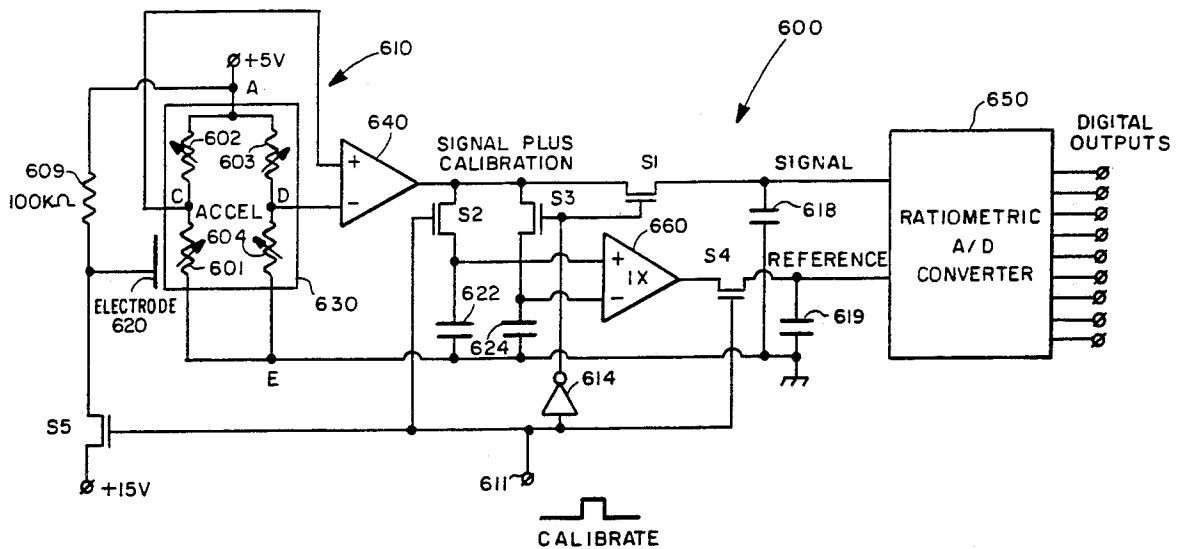 600
+5V
610
A
650
640
602
603
SIGNAL PLUS
CALIBRATION
S1
SIGNAL
DIGITAL
OUTPUTS
609
100KΩ
C
D
ACCEL
S2
S3
618
RATIOMETRIC
A/D
CONVERTER
660
604
601
+
−
+
−
1X
S4
REFERENCE
ELECTRODE
620
630
622
624
619
E
614
S5
611
+15V
CALIBRATE